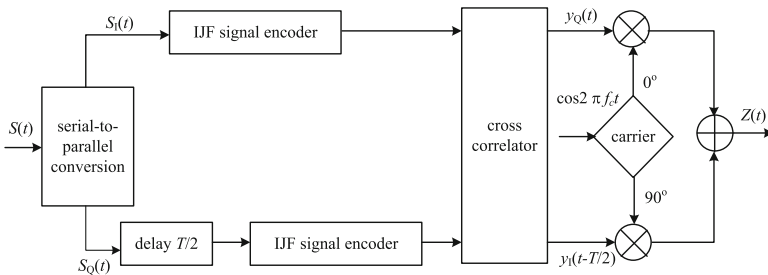 S_I(t)
IJF signal encoder
y_Q(t)
0°
cos2 π f_c t
S(t)
serial-to-
parallel
conversion
cross
correlator
carrier
Z(t)
90°
delay T/2
IJF signal encoder
S_Q(t)
y_I(t-T/2)